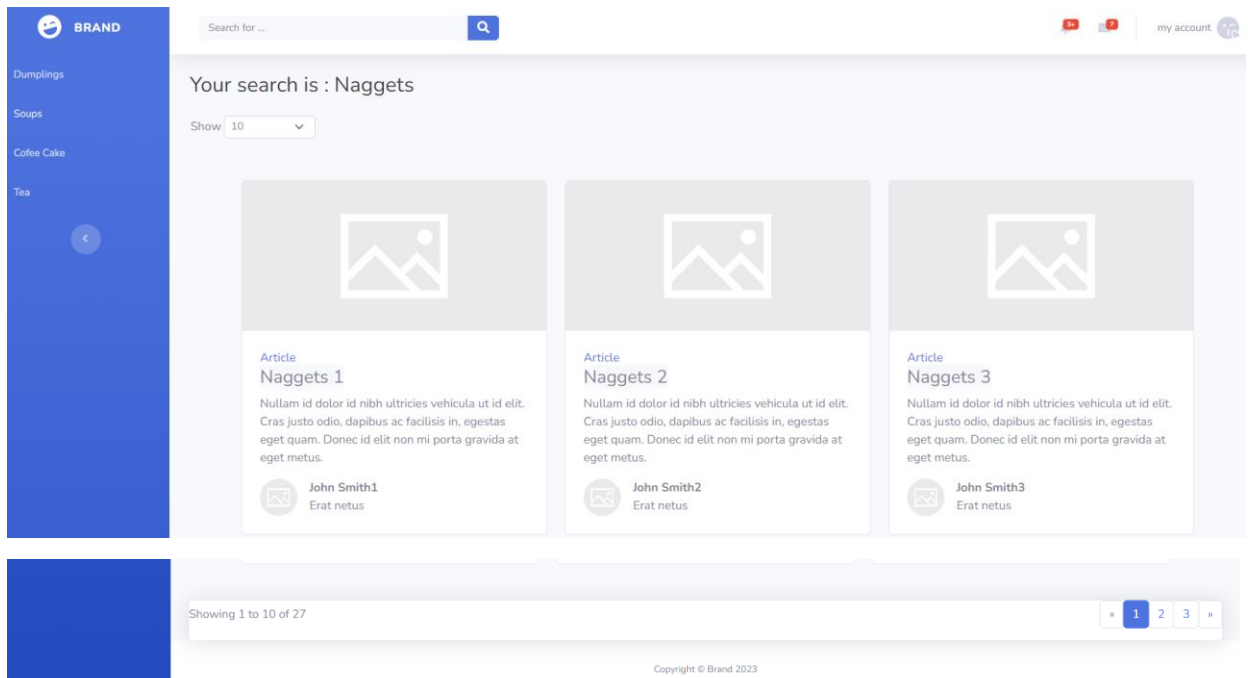 BRAND
Search for ...
3+
7
my account
Dumplings
Soups
Cofee Cake
Tea
Your search is : Naggets
Show 10
Article
Naggets 1
Nullam id dolor id nibh ultricies vehicula ut id elit.
Cras justo odio, dapibus ac facilisis in, egestas
eget quam. Donec id elit non mi porta gravida at
eget metus.
John Smith1
Erat netus
Article
Naggets 2
Nullam id dolor id nibh ultricies vehicula ut id elit.
Cras justo odio, dapibus ac facilisis in, egestas
eget quam. Donec id elit non mi porta gravida at
eget metus.
John Smith2
Erat netus
Article
Naggets 3
Nullam id dolor id nibh ultricies vehicula ut id elit.
Cras justo odio, dapibus ac facilisis in, egestas
eget quam. Donec id elit non mi porta gravida at
eget metus.
John Smith3
Erat netus
Showing 1 to 10 of 27
« 1 2 3 »
Copyright © Brand 2023